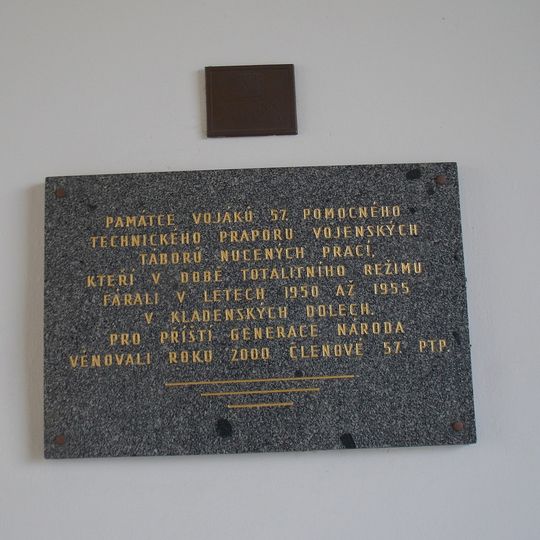 PAMÁTCE VOJÁKŮ 57. POMOCNÉHO
TECHNICKÉHO PRAPORU VOJENSKÝCH
TÁBORŮ NUCENÝCH PRACÍ,
KTEŘÍ V DOBĚ TOTALITNÍHO REŽIMU
FÁRALI V LETECH 1950 AŽ 1955
V KLADENSKÝCH DOLECH.
PRO PŘÍŠTÍ GENERACE NÁRODA
VĚNOVALI ROKU 2000 ČLENOVÉ 57. PTP.